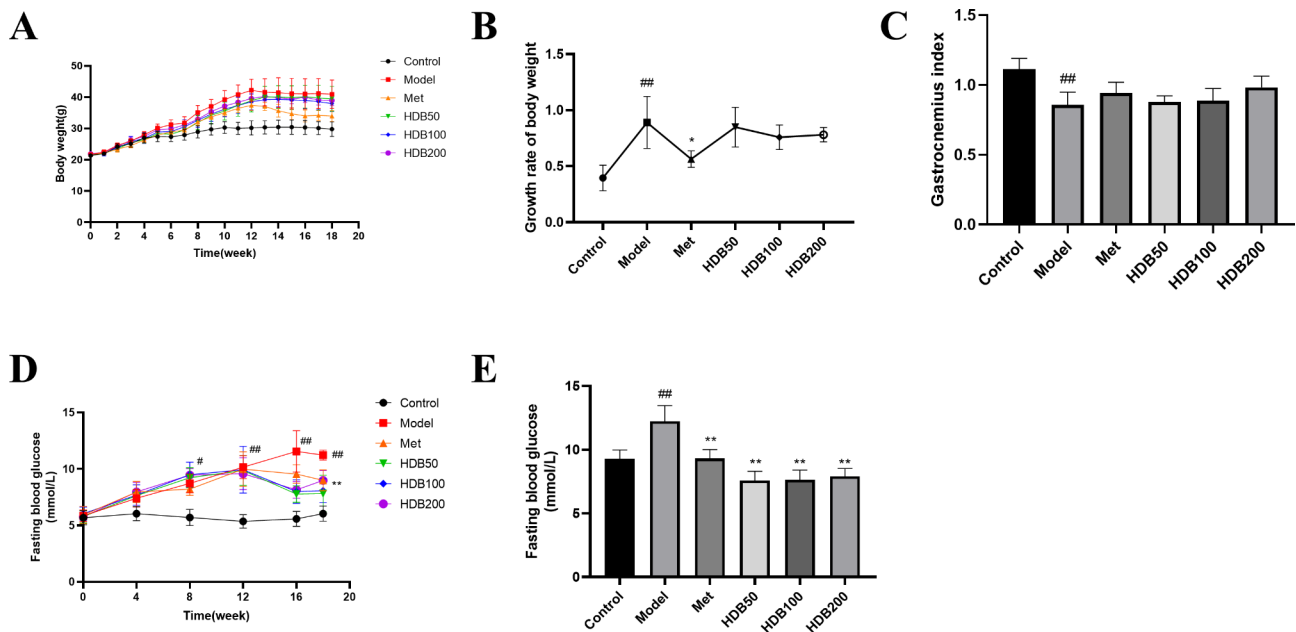 A
Body weight(g)
50
40
30
20
10
0
0 2 4 6 8 10 12 14 16 18 20
Time(week)
Control
Model
Met
HDB50
HDB100
HDB200
B
Growth rate of body weight
1.5
1.0
0.5
0.0
##
*
Control Model Met HDB50 HDB100 HDB200
C
Gastrocnemius index
1.5
1.0
0.5
0.0
##
Control Model Met HDB50 HDB100 HDB200
D
Fasting blood glucose
(mmol/L)
15
10
5
0
# ## ## ##
**
0 4 8 12 16 20
Time(week)
Control
Model
Met
HDB50
HDB100
HDB200
E
Fasting blood glucose
(mmol/L)
15
10
5
0
##
** ** ** **
Control Model Met HDB50 HDB100 HDB200